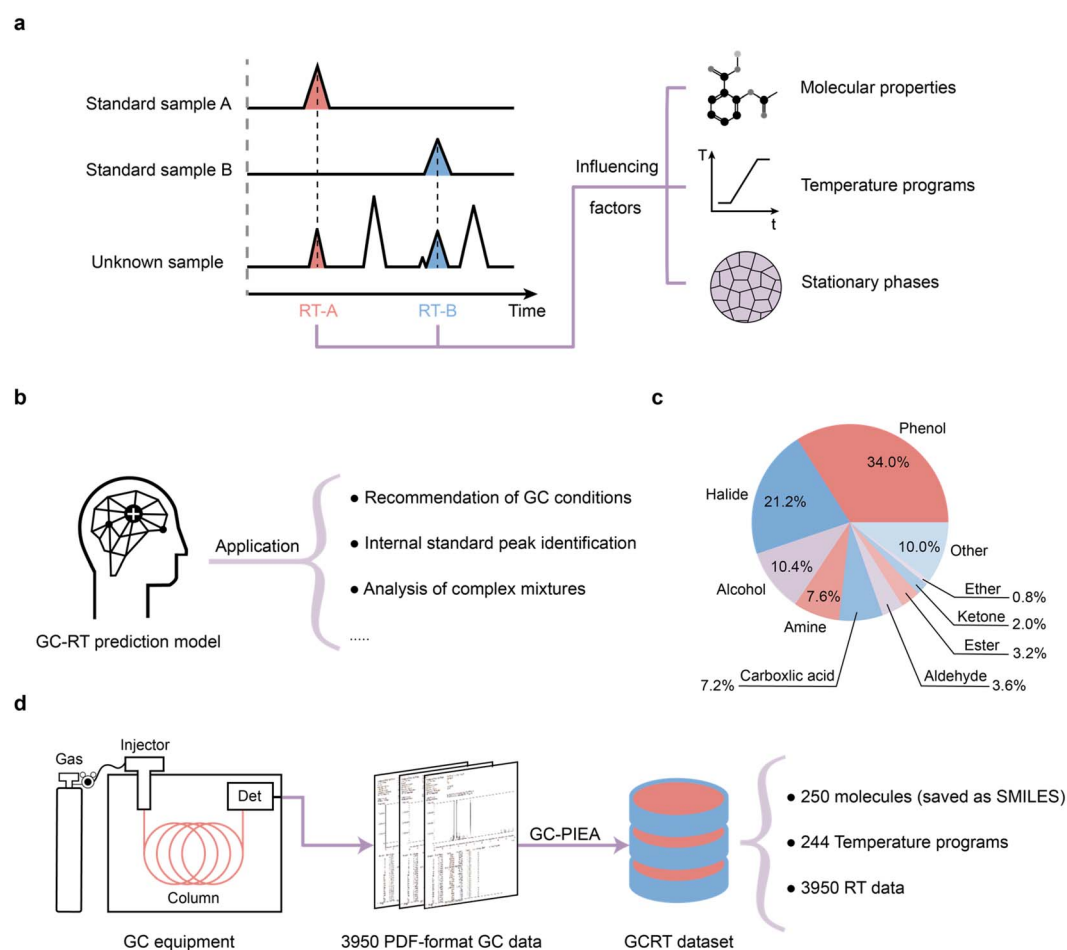 a
Standard sample A
Standard sample B
Unknown sample
RT-A
RT-B
Time
Influencing
factors
Molecular properties
T
t
Temperature programs
Stationary phases
b
GC-RT prediction model
Application
● Recommendation of GC conditions
● Internal standard peak identification
● Analysis of complex mixtures
.....
c
Phenol
34.0%
Halide
21.2%
Alcohol
10.4%
Amine
7.6%
7.2% Carboxlic acid
Aldehyde 3.6%
Ester 3.2%
Ketone 2.0%
Ether 0.8%
Other
10.0%
d
Gas
Injector
Det
Column
GC equipment
3950 PDF-format GC data
GC-PIEA
GCRT dataset
● 250 molecules (saved as SMILES)
● 244 Temperature programs
● 3950 RT data